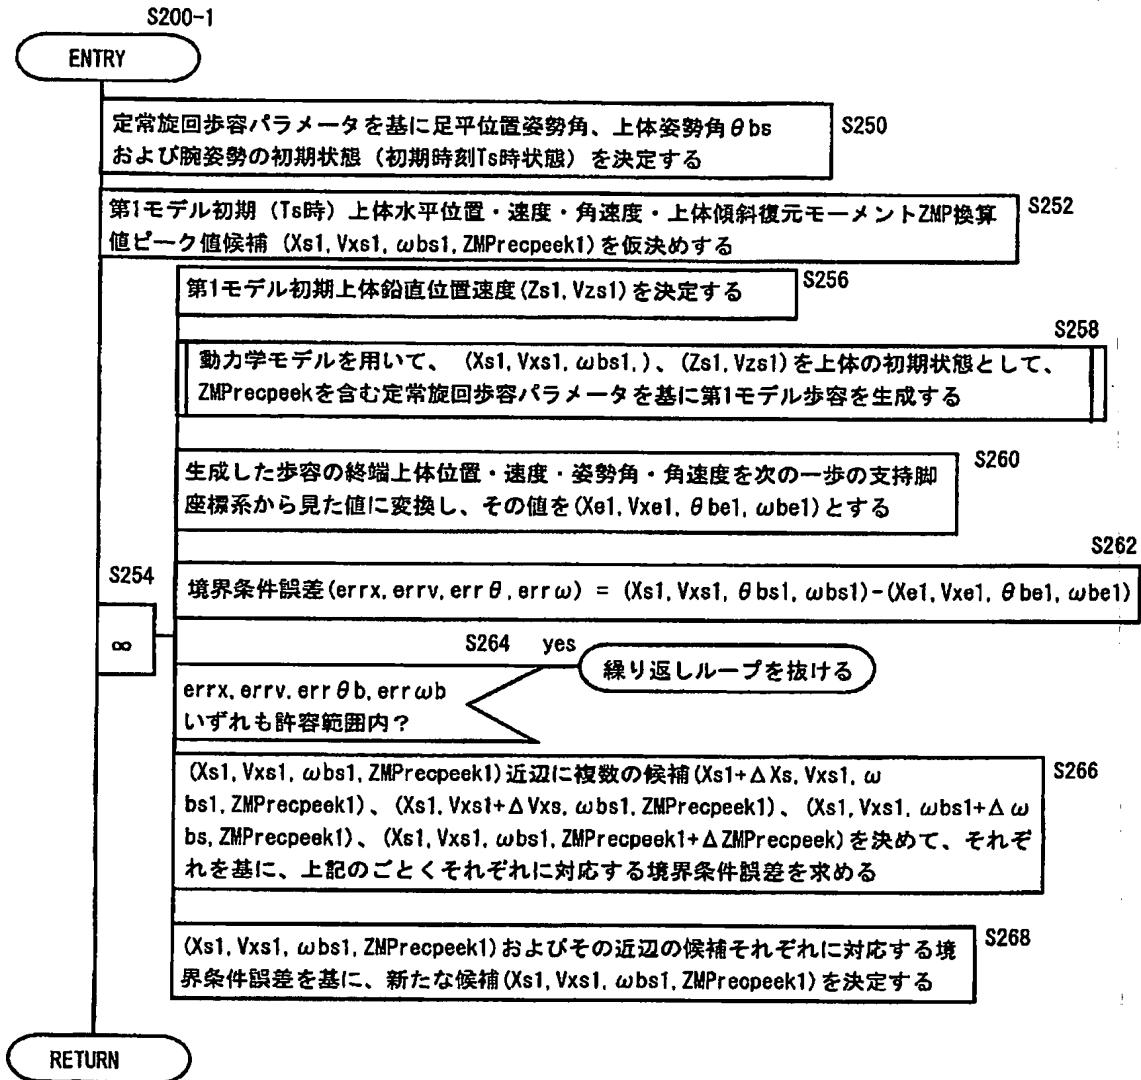 S200-1
ENTRY
定常旋回歩容パラメータを基に足平位置姿勢角、上体姿勢角θbs
および腕姿勢の初期状態（初期時刻Ts時状態）を決定する
S250
第1モデル初期（Ts時）上体水平位置・速度・角速度・上体傾斜復元モーメントZMP換算
値ピーク値候補（Xs1, Vxs1, ωbs1, ZMPrecpeek1）を仮決めする
S252
第1モデル初期上体鉛直位置速度(Zs1, Vzs1)を決定する
S256
S258
動力学モデルを用いて、（Xs1, Vxs1, ωbs1,）、（Zs1, Vzs1）を上体の初期状態として、
ZMPrecpeekを含む定常旋回歩容パラメータを基に第1モデル歩容を生成する
生成した歩容の終端上体位置・速度・姿勢角・角速度を次の一歩の支持脚
座標系から見た値に変換し、その値を(Xe1, Vxe1, θbe1, ωbe1)とする
S260
S262
境界条件誤差(errx, errv, errθ, errω) = (Xs1, Vxs1, θbs1, ωbs1)-(Xe1, Vxe1, θbe1, ωbe1)
S254
∞
S264 yes
繰り返しループを抜ける
errx, errv, errθb, errωb
いずれも許容範囲内？
(Xs1, Vxs1, ωbs1, ZMPrecpeek1)近辺に複数の候補(Xs1+ΔXs, Vxs1, ω
bs1, ZMPrecpeek1)、(Xs1, Vxs1+ΔVxs, ωbs1, ZMPrecpeek1)、(Xs1, Vxs1, ωbs1+Δω
bs, ZMPrecpeek1)、(Xs1, Vxs1, ωbs1, ZMPrecpeek1+ΔZMPrecpeek)を決めて、それぞ
れを基に、上記のごとくそれぞれに対応する境界条件誤差を求める
S266
(Xs1, Vxs1, ωbs1, ZMPrecpeek1)およびその近辺の候補それぞれに対応する境
界条件誤差を基に、新たな候補(Xs1, Vxs1, ωbs1, ZMPrecpeek1)を決定する
S268
RETURN